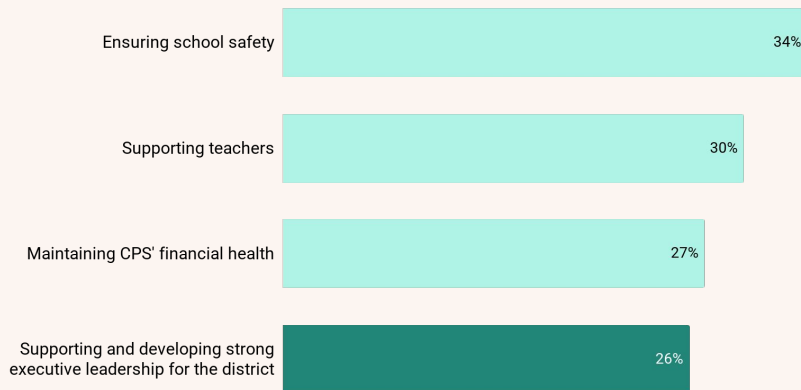 Ensuring school safety
34%
Supporting teachers
30%
Maintaining CPS' financial health
27%
Supporting and developing strong
executive leadership for the district
26%